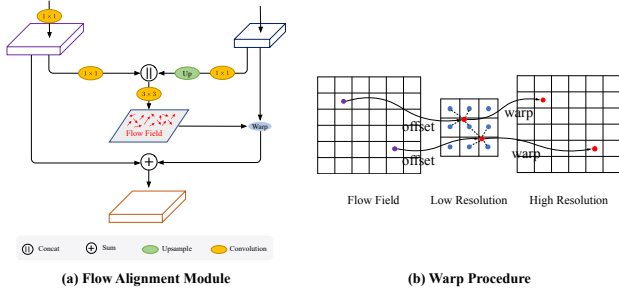 1 × 1
1 × 1
Up
1 × 1
3 × 3
Flow Field
Warp
Concat
Sum
Upsample
Convolution
(a) Flow Alignment Module
offset
warp
offset
warp
Flow Field
Low Resolution
High Resolution
(b) Warp Procedure